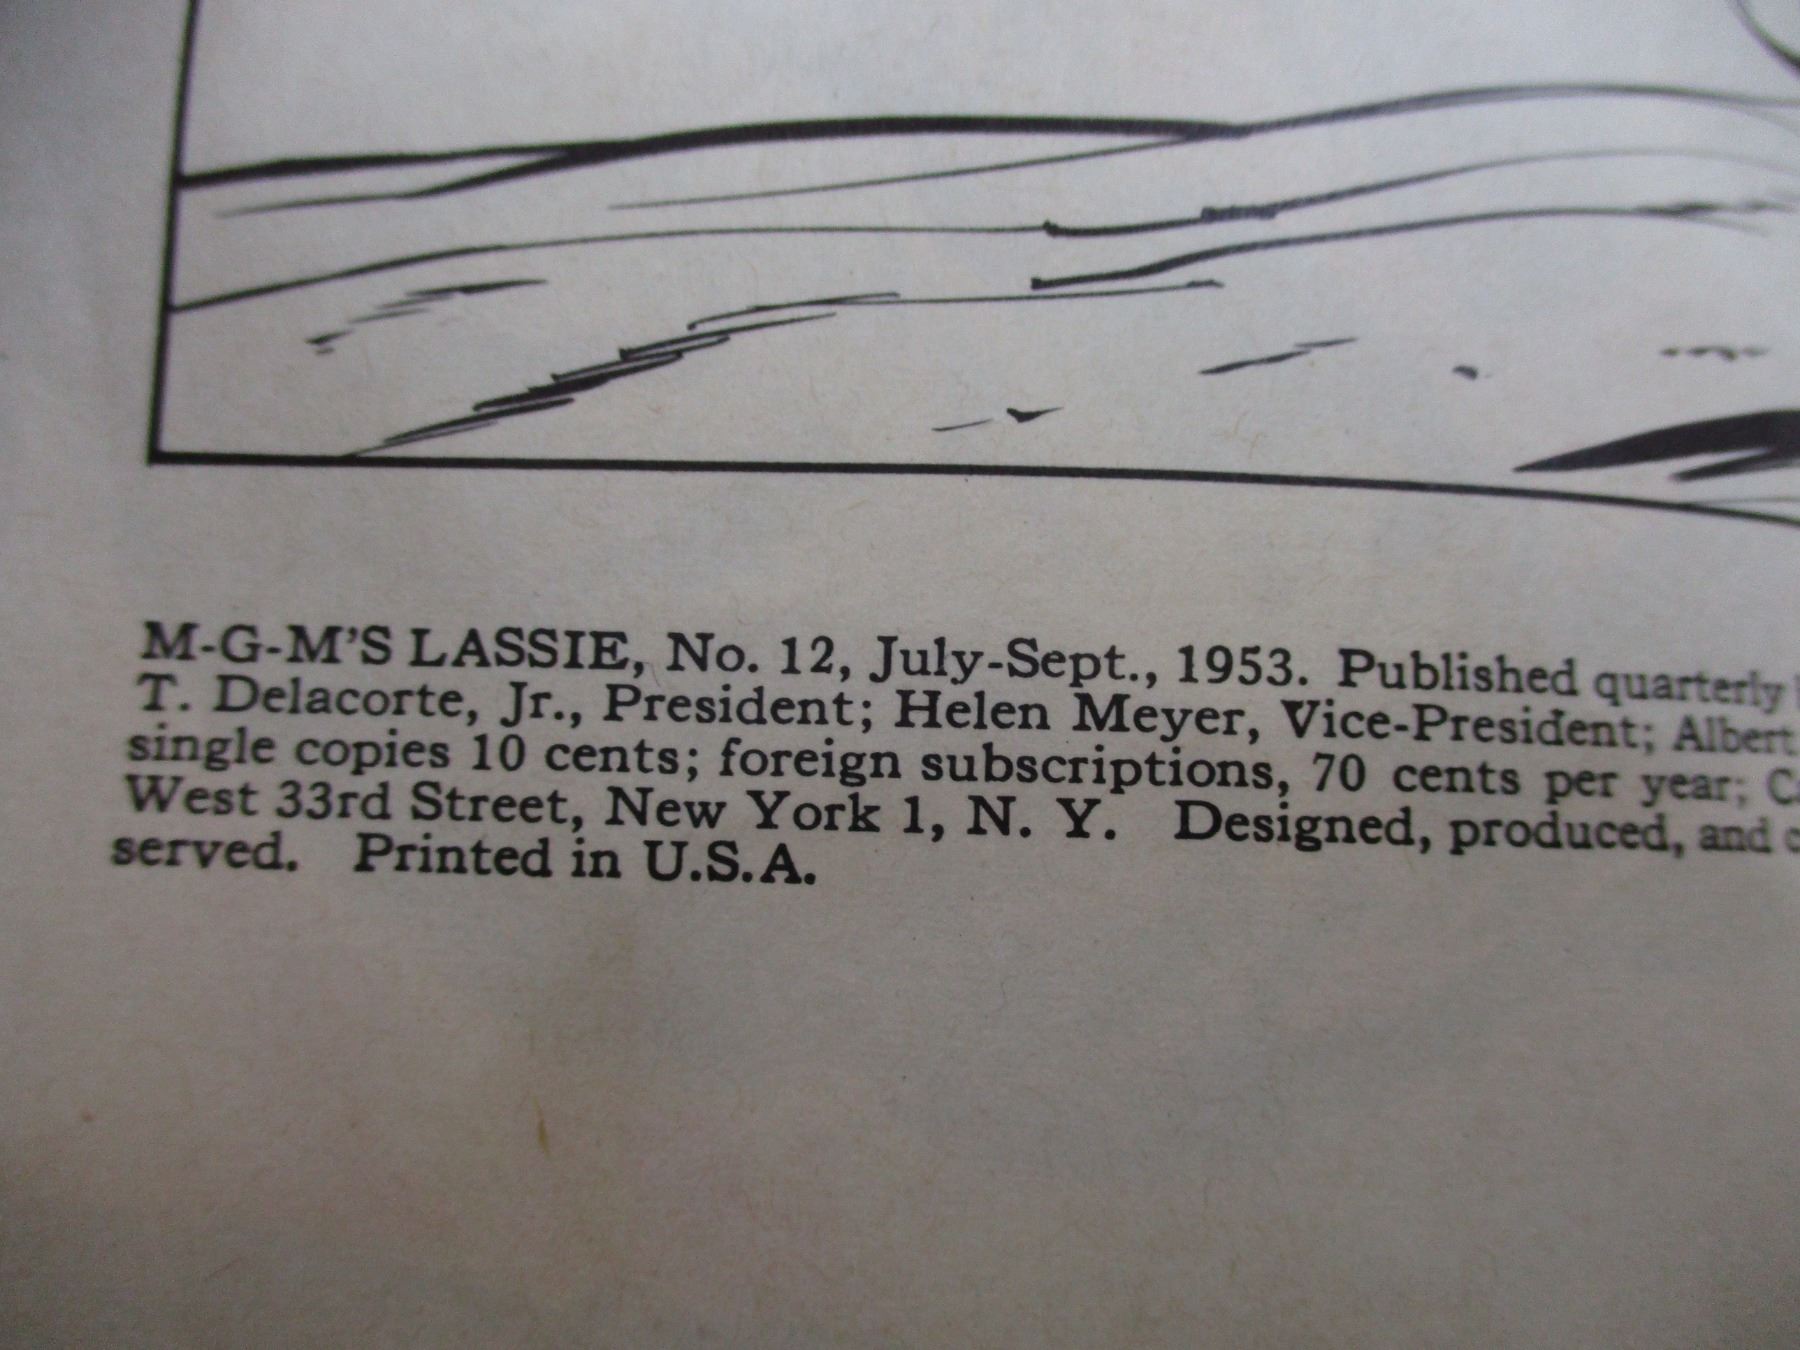 M-G-M'S LASSIE, No. 12, July-Sept., 1953. Published quarterly
T. Delacorte, Jr., President; Helen Meyer, Vice-President; Albert
single copies 10 cents; foreign subscriptions, 70 cents per year;
West 33rd Street, New York 1, N. Y. Designed, produced, and
served. Printed in U.S.A.